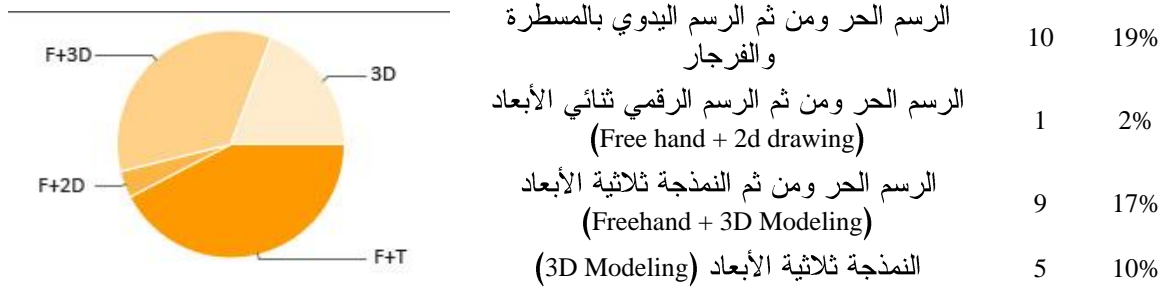 F+3D
3D
F+2D
F+T
الرسم الحر ومن ثم الرسم اليدوي بالمسطرة
والفرجار
10 19%
الرسم الحر ومن ثم الرسم الرقمي ثنائي الأبعاد
(Free hand + 2d drawing)
1 2%
الرسم الحر ومن ثم النمذجة ثلاثية الأبعاد
(Freehand + 3D Modeling)
9 17%
النمذجة ثلاثية الأبعاد (3D Modeling) 5 10%